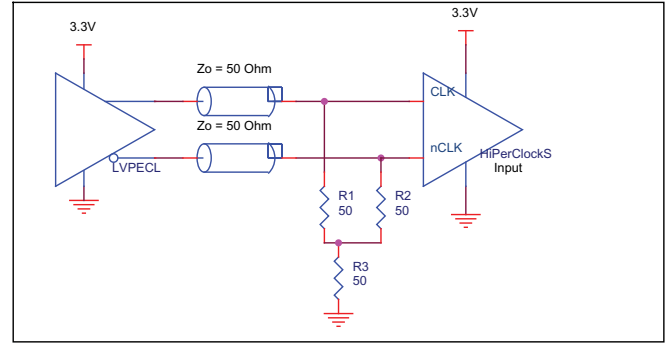 3.3V
3.3V
Zo = 50 Ohm
CLK
Zo = 50 Ohm
nCLK
LVPECL
HiPerClockS
Input
R1
50
R2
50
R3
50